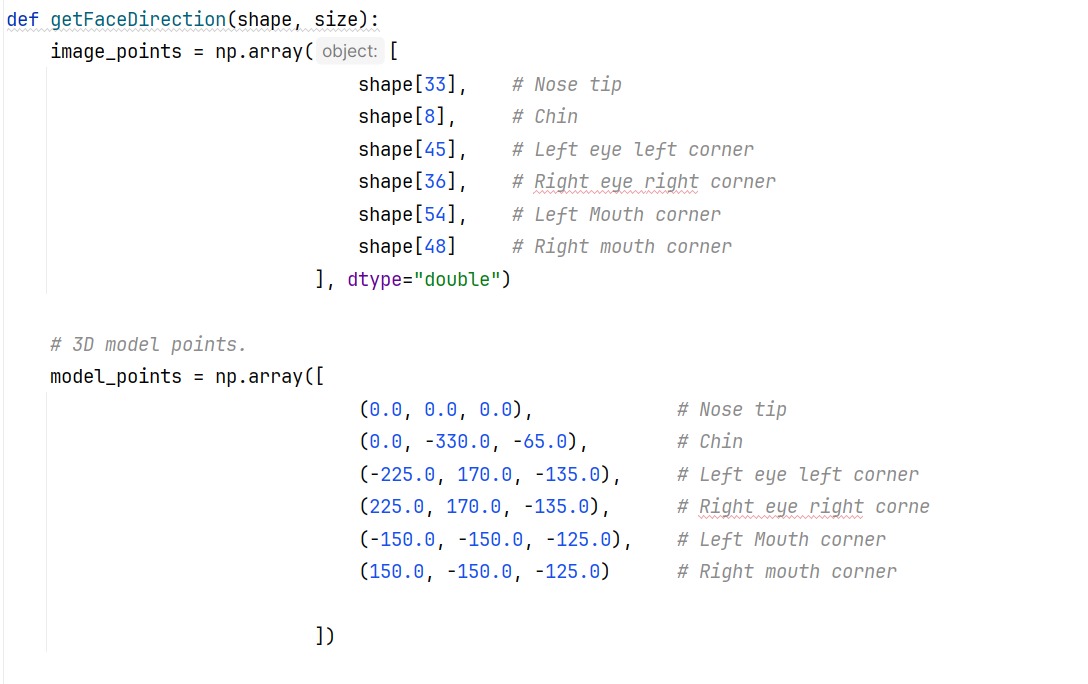 def getFaceDirection(shape, size):
    image_points = np.array( object: [
                            shape[33],    # Nose tip
                            shape[8],     # Chin
                            shape[45],    # Left eye left corner
                            shape[36],    # Right eye right corner
                            shape[54],    # Left Mouth corner
                            shape[48]     # Right mouth corner
                        ], dtype="double")
    # 3D model points.
    model_points = np.array([
                            (0.0, 0.0, 0.0),             # Nose tip
                            (0.0, -330.0, -65.0),        # Chin
                            (-225.0, 170.0, -135.0),     # Left eye left corner
                            (225.0, 170.0, -135.0),      # Right eye right corne
                            (-150.0, -150.0, -125.0),    # Left Mouth corner
                            (150.0, -150.0, -125.0)      # Right mouth corner
                        ])